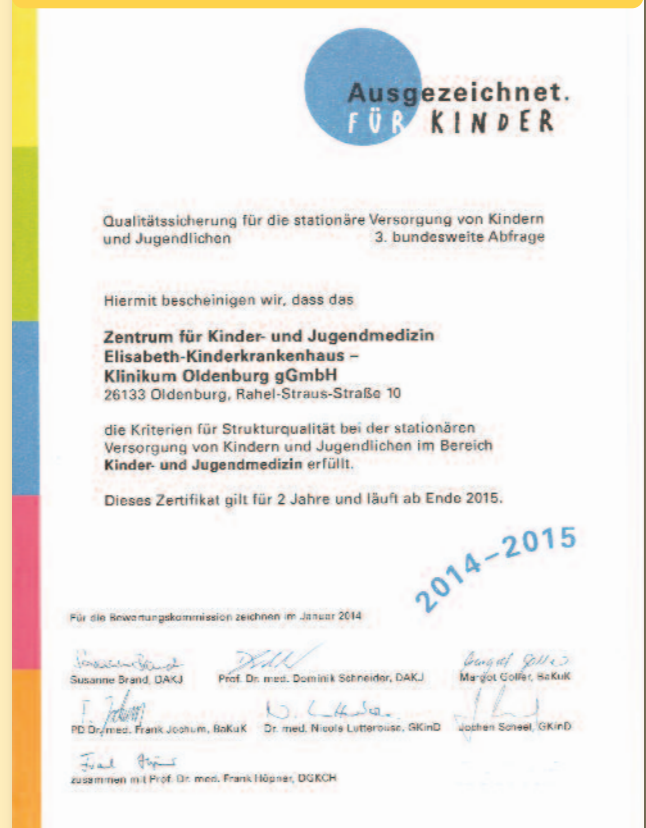 Ausgezeichnet.
FÜR KINDER
Qualitätssicherung für die stationäre Versorgung von Kindern
und Jugendlichen 3. bundesweite Abfrage
Hiermit bescheinigen wir, dass das
Zentrum für Kinder- und Jugendmedizin
Elisabeth-Kinderkrankenhaus –
Klinikum Oldenburg gGmbH
26133 Oldenburg, Rahel-Straus-Straße 10
die Kriterien für Strukturqualität bei der stationären
Versorgung von Kindern und Jugendlichen im Bereich
Kinder- und Jugendmedizin erfüllt.
Dieses Zertifikat gilt für 2 Jahre und läuft ab Ende 2015.
2014–2015
Für die Bewertungskommission zeichnen im Januar 2014
Susanne Brand, DAKJ Prof. Dr. med. Dominik Schneider, DAKJ Margot Goller, BaKuK
PD Dr. med. Frank Jochum, BaKuK Dr. med. Nicola Lutterbüse, GKinD Jochen Scheel, GKinD
zusammen mit Prof. Dr. med. Frank Höpner, DGKCH